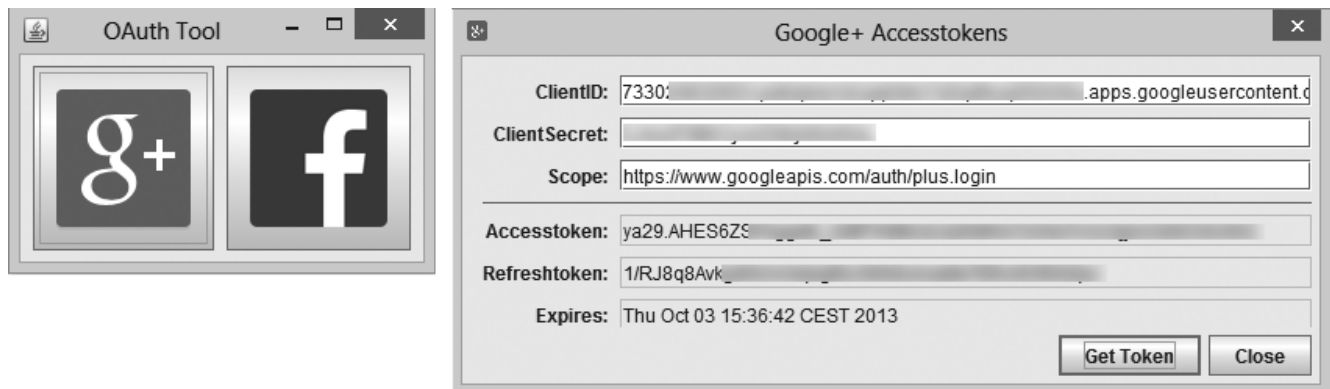 OAuth Tool
g+
f
Google+ Accesstokens
ClientID: 73302 .apps.googleusercontent.c
ClientSecret:
Scope: https://www.googleapis.com/auth/plus.login
Accesstoken: ya29.AHES6ZS
Refreshtoken: 1/RJ8q8Avk
Expires: Thu Oct 03 15:36:42 CEST 2013
Get Token Close